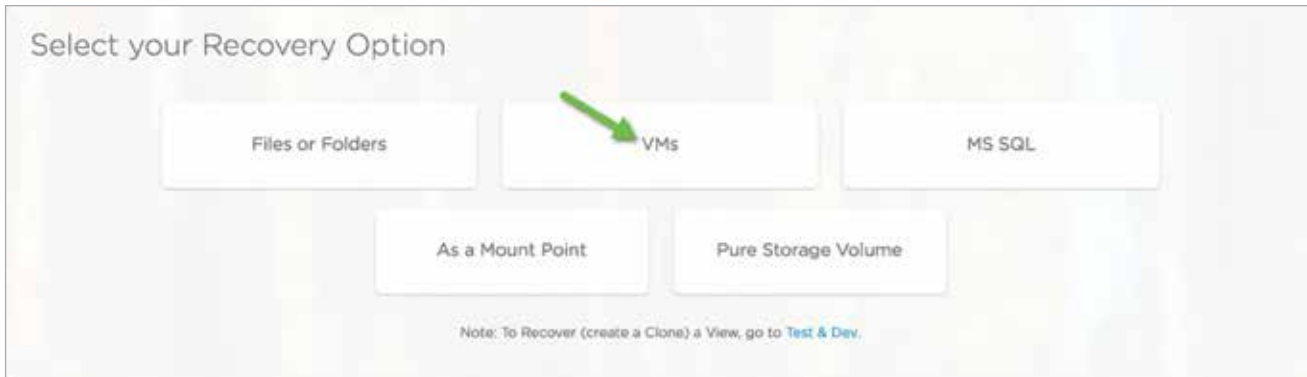 Select your Recovery Option
Files or Folders
VMs
MS SQL
As a Mount Point
Pure Storage Volume
Note: To Recover (create a Clone) a View, go to Test & Dev.